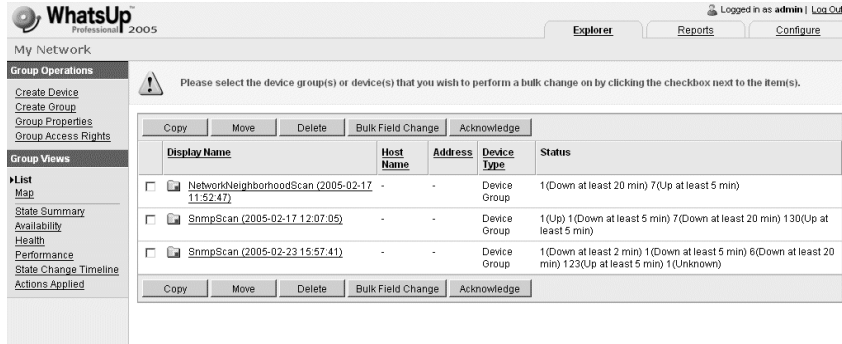 WhatsUp
Professional 2005
Logged in as admin | Log Out
Explorer Reports Configure
My Network
Group Operations
Create Device
Create Group
Group Properties
Group Access Rights
Group Views
List
Map
State Summary
Availability
Health
Performance
State Change Timeline
Actions Applied
Please select the device group(s) or device(s) that you wish to perform a bulk change on by clicking the checkbox next to the item(s).
Copy Move Delete Bulk Field Change Acknowledge
Display Name Host Name Address Device Type Status
NetworkNeighborhoodScan (2005-02-17 11:52:47) - - Device Group 1(Down at least 20 min) 7(Up at least 5 min)
SnmpScan (2005-02-17 12:07:05) - - Device Group 1(Up) 1(Down at least 5 min) 7(Down at least 20 min) 130(Up at least 5 min)
SnmpScan (2005-02-23 15:57:41) - - Device Group 1(Down at least 2 min) 1(Down at least 5 min) 6(Down at least 20 min) 123(Up at least 5 min) 1(Unknown)
Copy Move Delete Bulk Field Change Acknowledge